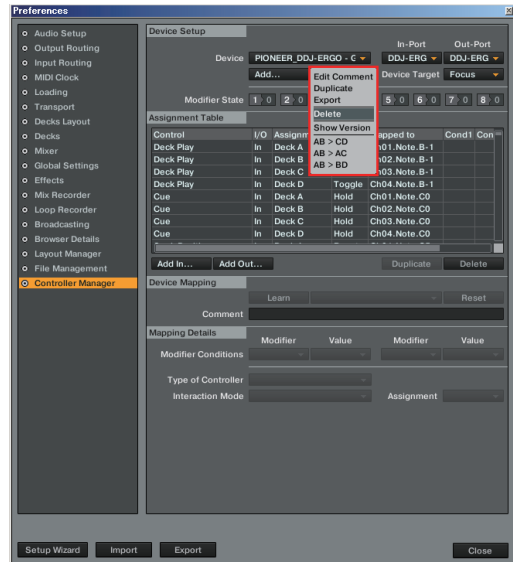 Preferences
Audio Setup
Output Routing
Input Routing
MIDI Clock
Loading
Transport
Decks Layout
Decks
Mixer
Global Settings
Effects
Mix Recorder
Loop Recorder
Broadcasting
Browser Details
Layout Manager
File Management
Controller Manager
Device Setup
In-Port Out-Port
Device PIONEER_DDJ-ERGO - G DDJ-ERG DDJ-ERG
Add... Device Target Focus
Edit Comment
Duplicate
Export
Delete
Show Version
AB > CD
AB > AC
AB > BD
Modifier State 1 0 2 0 5 0 6 0 7 0 8 0
Assignment Table
Control I/O Assignm apped to Cond1 Con
Deck Play In Deck A Ch01.Note.B-1
Deck Play In Deck B Ch02.Note.B-1
Deck Play In Deck C Ch03.Note.B-1
Deck Play In Deck D Toggle Ch04.Note.B-1
Cue In Deck A Hold Ch01.Note.C0
Cue In Deck B Hold Ch02.Note.C0
Cue In Deck C Hold Ch03.Note.C0
Cue In Deck D Hold Ch04.Note.C0
Add In... Add Out... Duplicate Delete
Device Mapping
Learn Reset
Comment
Mapping Details
Modifier Value Modifier Value
Modifier Conditions
Type of Controller
Interaction Mode Assignment
Setup Wizard Import Export Close